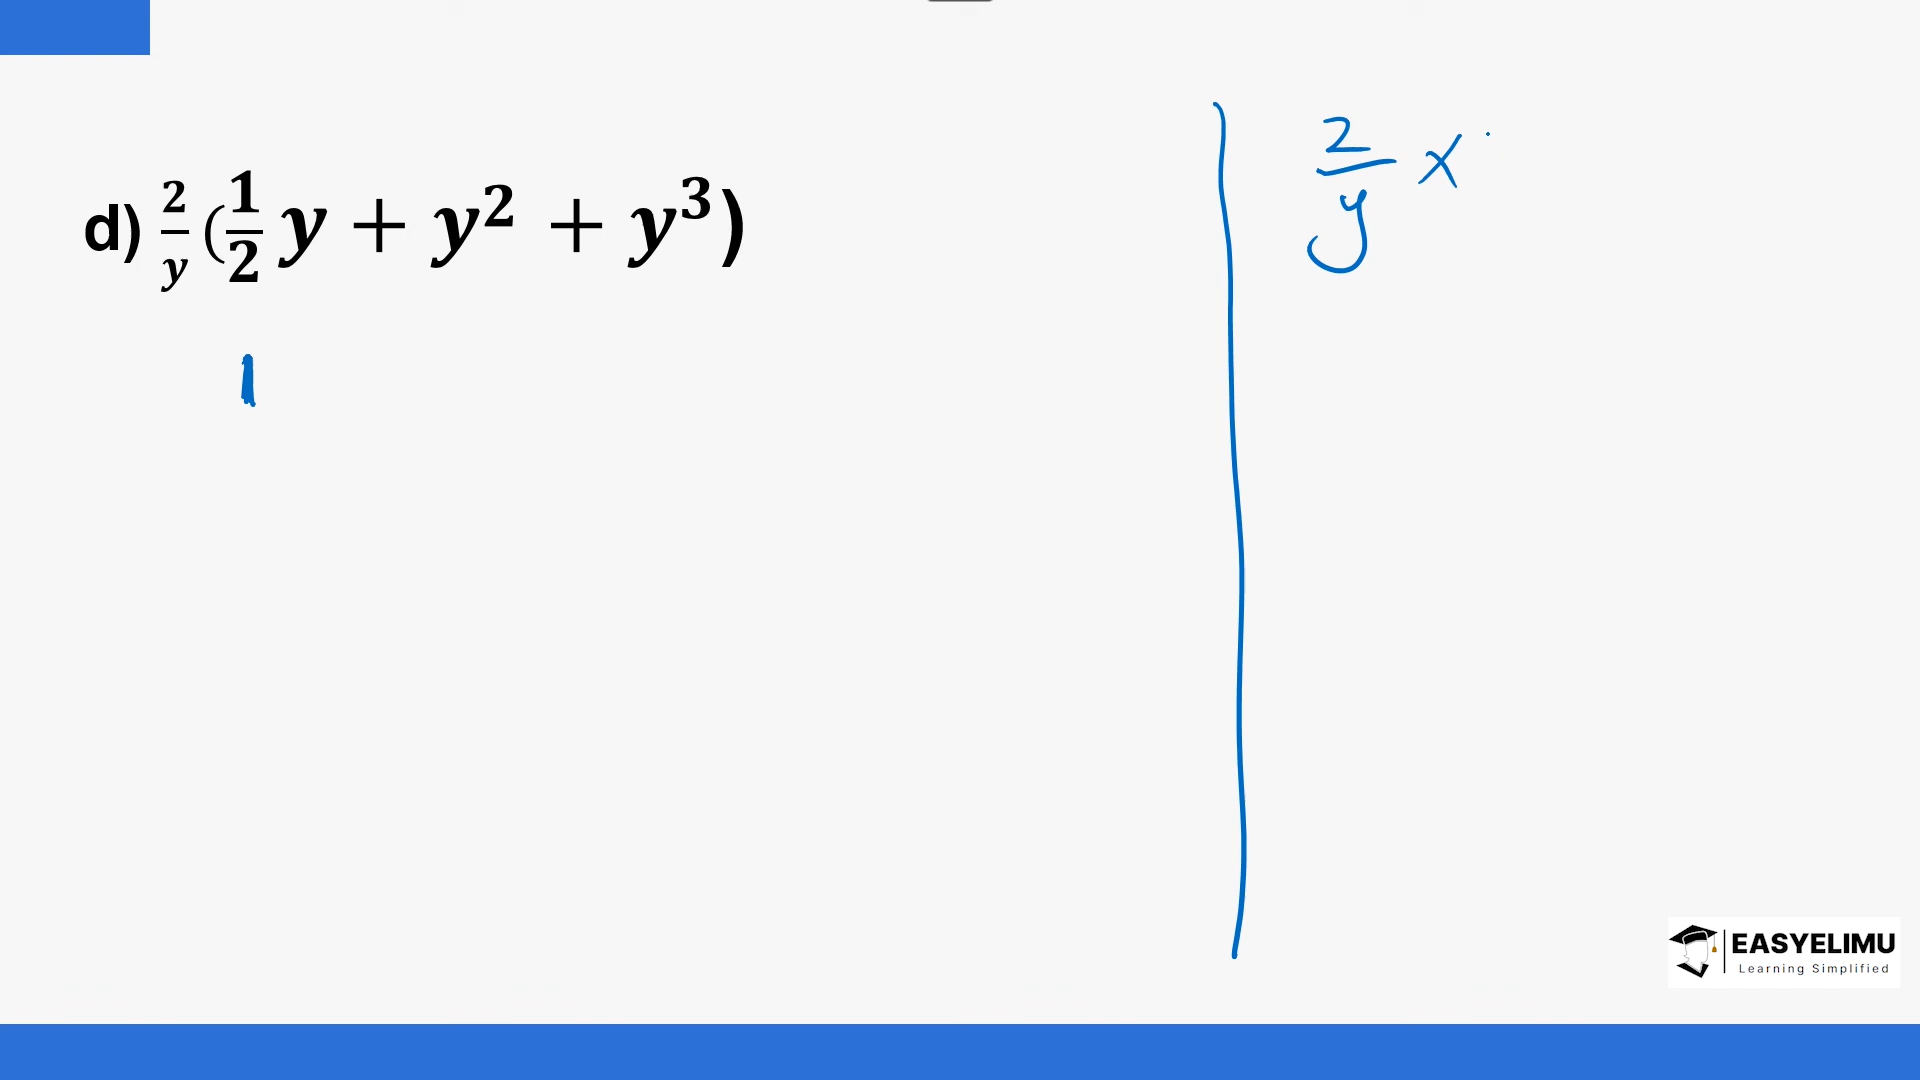 d) 2/y (1/2 y + y² + y³)
1
2/y ×
EASYELIMU
Learning Simplified